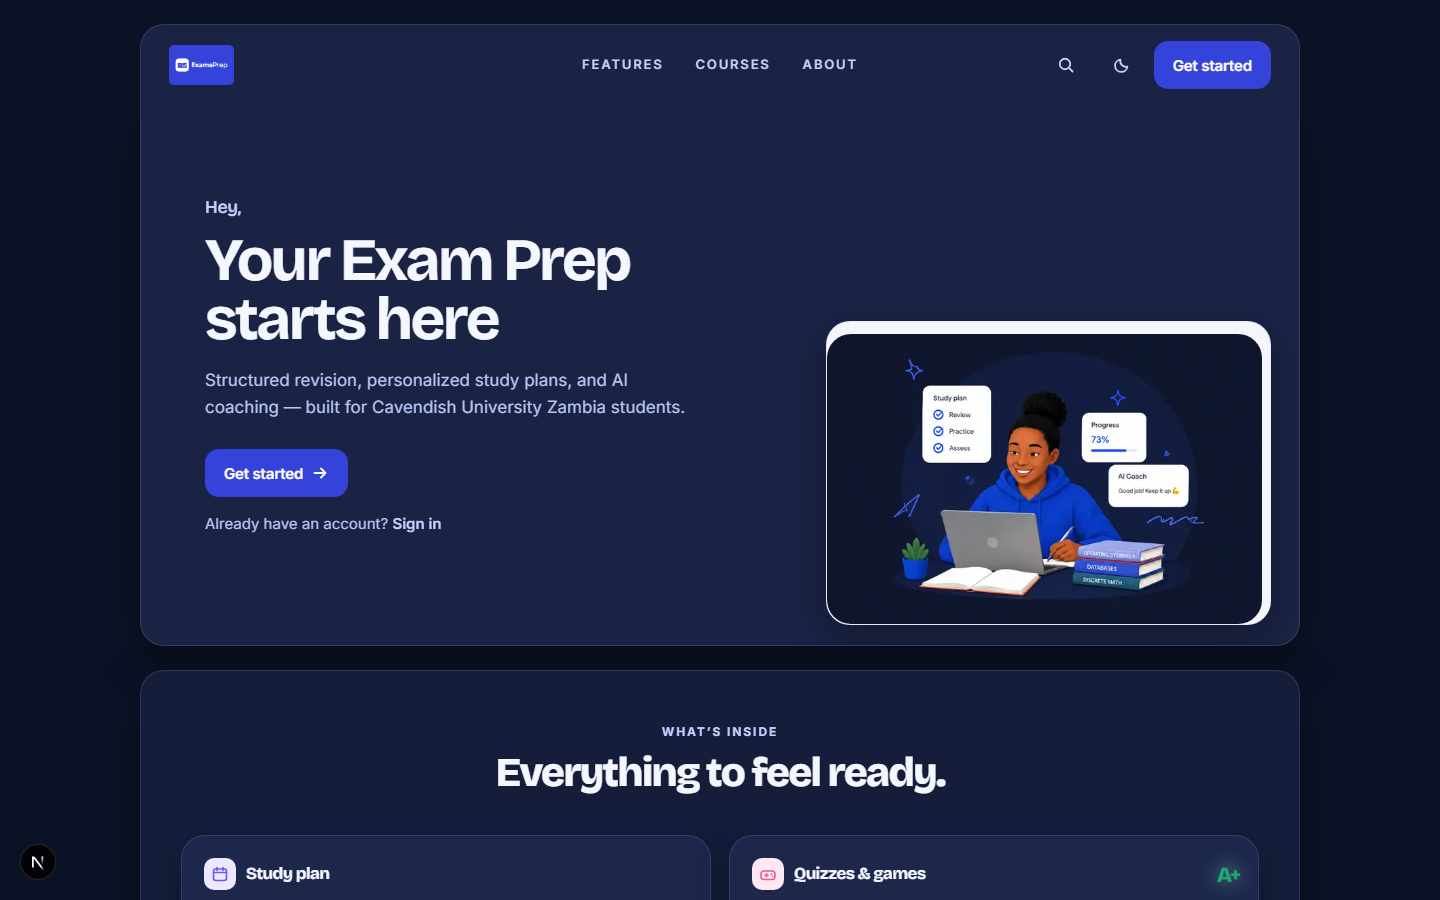 ExamsPrep
FEATURES
COURSES
ABOUT
Get started
Hey,
Your Exam Prep
starts here
Structured revision, personalized study plans, and AI
coaching — built for Cavendish University Zambia students.
Get started →
Already have an account? Sign in
Study plan
Review
Practice
Assess
Progress
73%
AI Coach
Good job! Keep it up 💪
OPERATING SYSTEMS
DATABASES
DISCRETE MATH
WHAT’S INSIDE
Everything to feel ready.
Study plan
Quizzes & games
A+
N